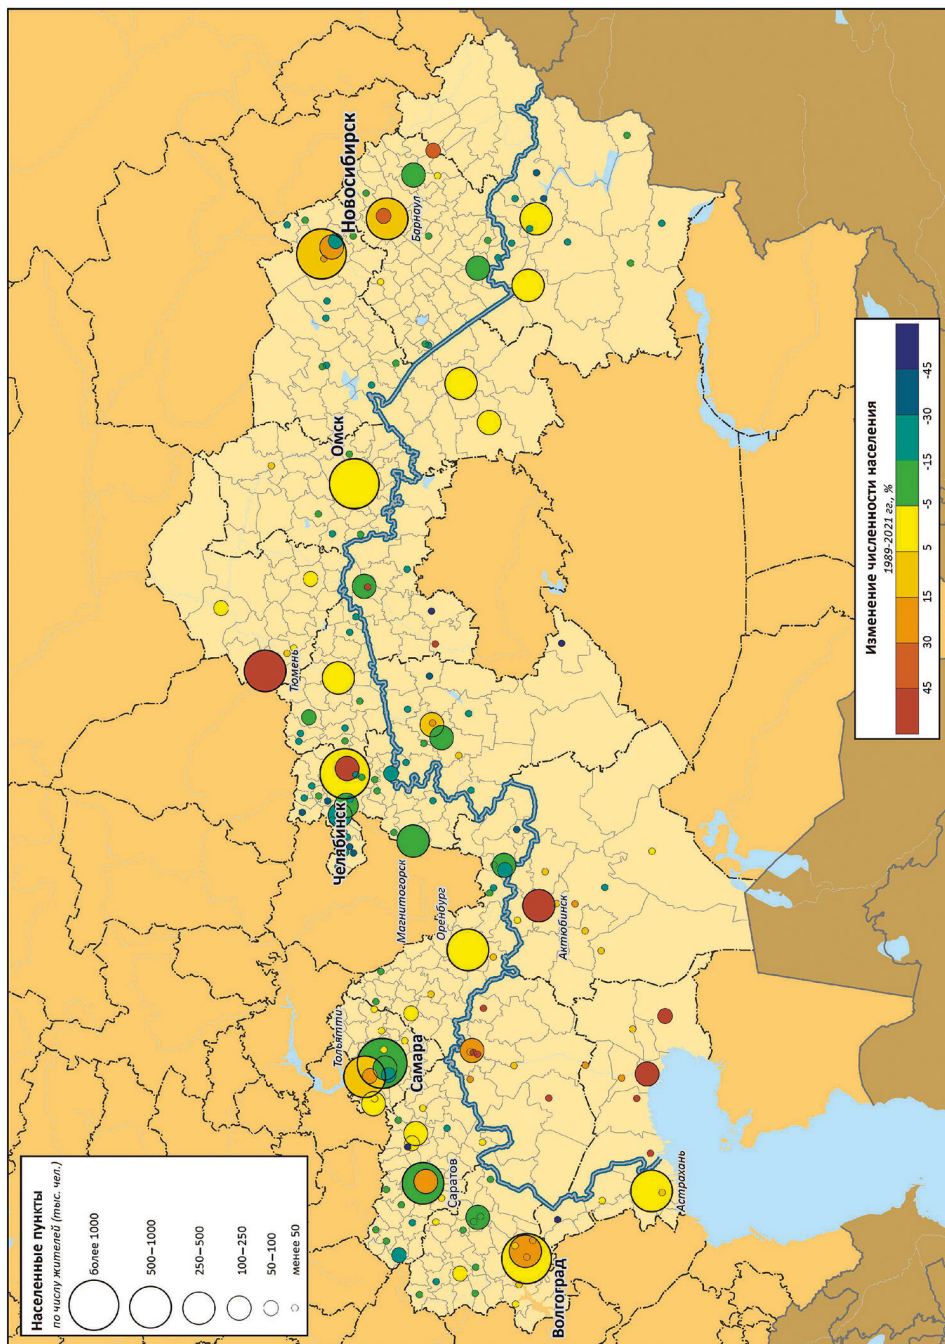 Населенные пункты
по числу жителей (тыс. чел.)
более 1000
500–1000
250–500
100–250
50–100
менее 50
Волгоград
Астрахань
Саратов
Самара
Тольятти
Оренбург
Актюбинск
Магнитогорск
Челябинск
Тюмень
Омск
Новосибирск
Барнаул
Изменение численности населения
1989-2021 гг., %
45
30
15
5
-5
-15
-30
-45